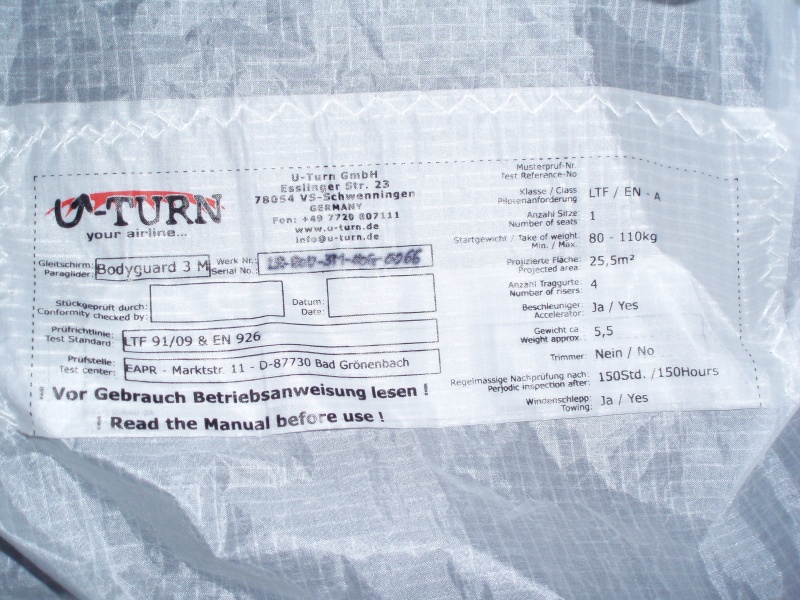 U-TURN
your airline...
U-Turn GmbH
Esslinger Str. 23
78054 VS-Schwenningen
GERMANY
Fon: +49 7720 807111
www.u-turn.de
info@u-turn.de
Gleitschirm:
Paraglider:
Bodyguard 3 M
Werk Nr.:
Serial No.:
Stückgeprüft durch:
Conformity checked by:
Datum:
Date:
Prüfrichtlinie:
Test Standard:
LTF 91/09 & EN 926
Prüfstelle:
Test center:
EAPR - Marktstr. 11 - D-87730 Bad Grönenbach
! Vor Gebrauch Betriebsanweisung lesen !
! Read the Manual before use !
Musterpruf-Nr.
Test Reference-No
Klasse / Class
Pilotenanforderung
LTF / EN - A
Anzahl Sitze:
Number of seats:
1
Startgewicht / Take of weight
Min. / Max.
80 - 110kg
Projizierte Fläche:
Projected area:
25,5m²
Anzahl Traggurte:
Number of risers:
4
Beschleuniger:
Accelerator:
Ja / Yes
Gewicht ca
Weight approx.:
5,5
Trimmer:
Nein / No
Regelmassige Nachprüfung nach:
Perjodic inspection after:
150Std. /150Hours
Windenschlepp:
Towing:
Ja / Yes